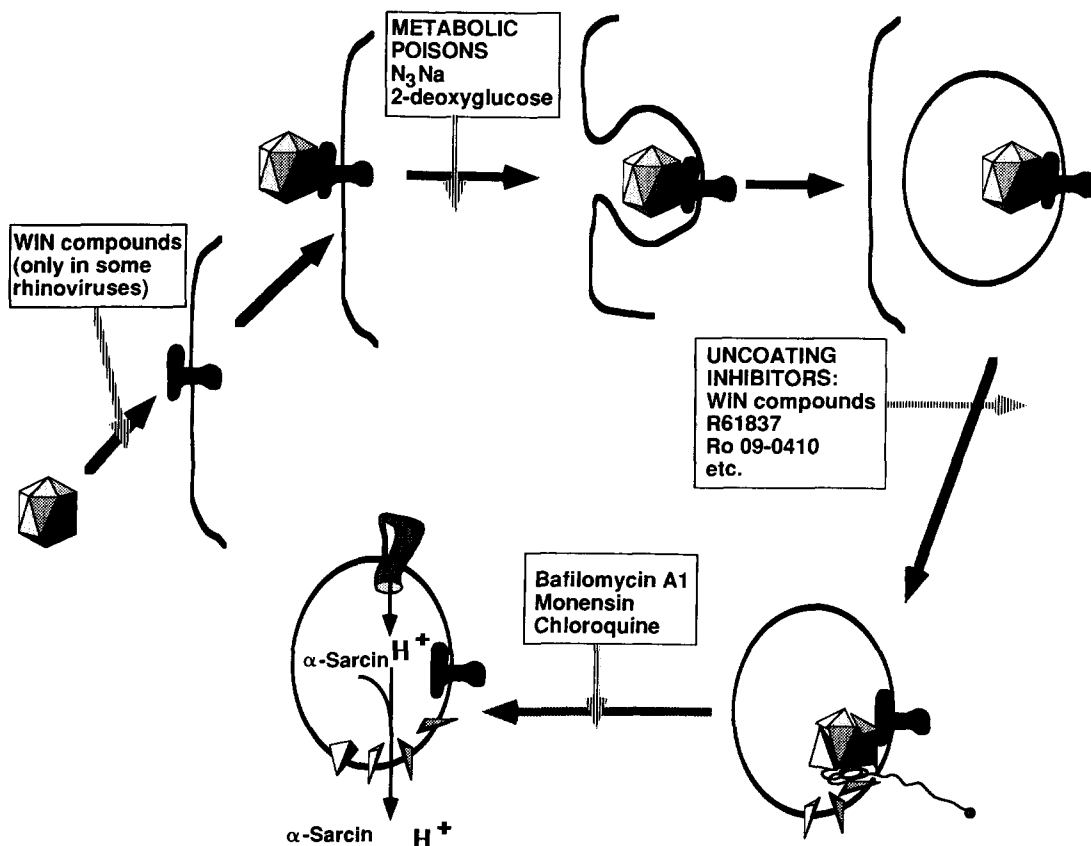 METABOLIC
POISONS
N₃Na
2-deoxyglucose
WIN compounds
(only in some
rhinoviruses)
UNCOATING
INHIBITORS:
WIN compounds
R61837
Ro 09-0410
etc.
Bafilomycin A1
Monensin
Chloroquine
α-Sarcin H⁺
α-Sarcin H⁺